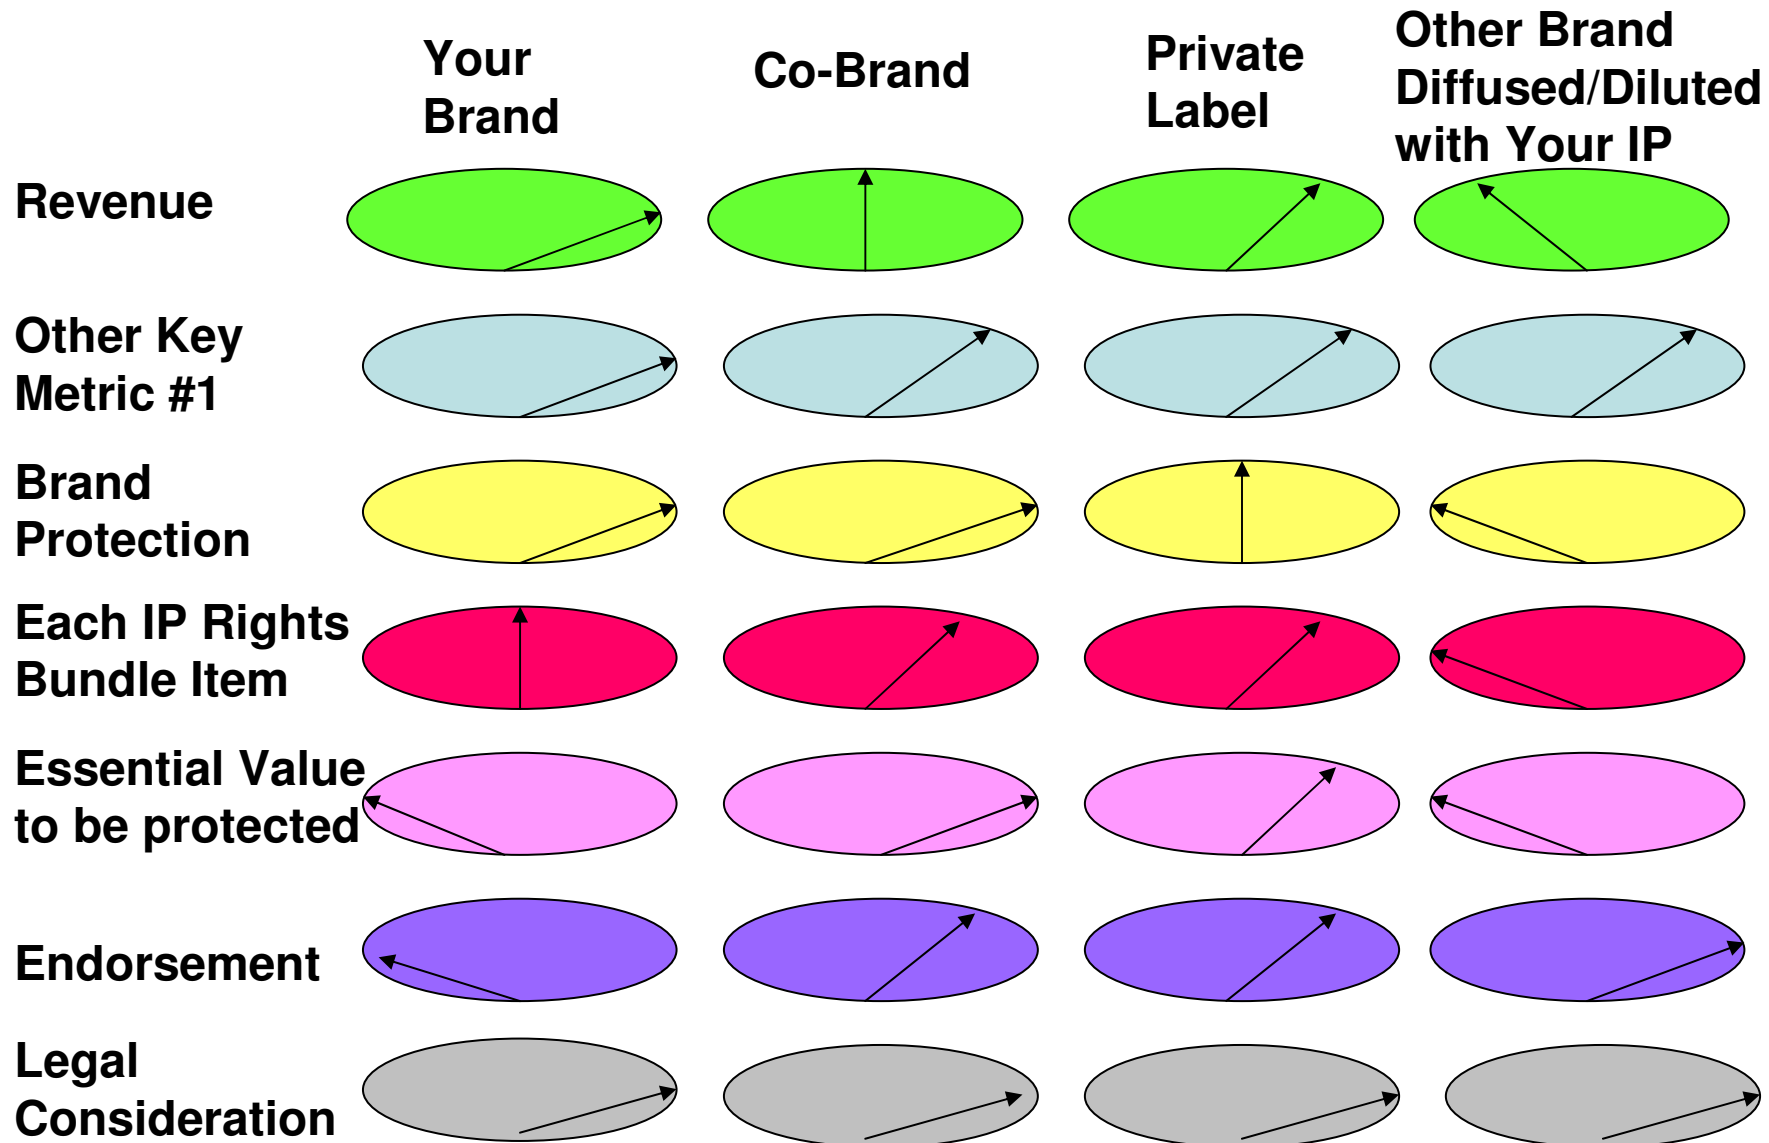 Your
Brand
Co-Brand
Private
Label
Other Brand
Diffused/Diluted
with Your IP
Revenue
Other Key
Metric #1
Brand
Protection
Each IP Rights
Bundle Item
Essential Value
to be protected
Endorsement
Legal
Consideration